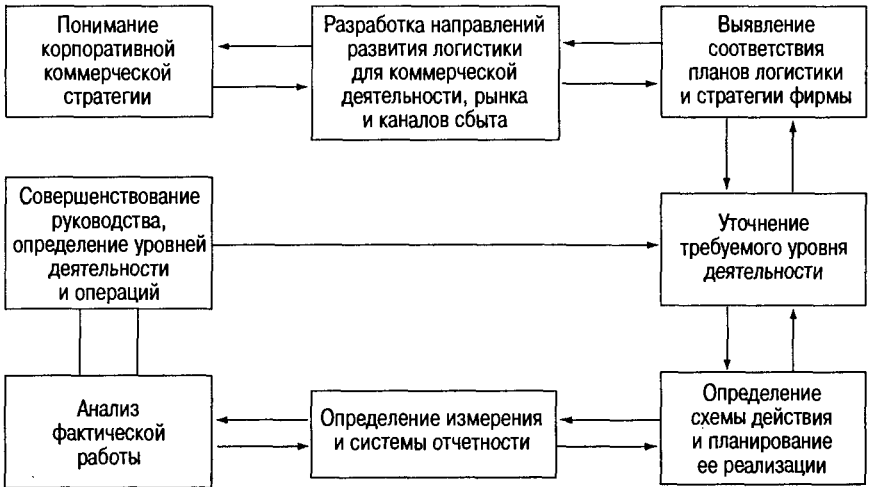 Понимание
корпоративной
коммерческой
стратегии
Разработка направлений
развития логистики
для коммерческой
деятельности, рынка
и каналов сбыта
Выявление
соответствия
планов логистики
и стратегии фирмы
Совершенствование
руководства,
определение уровней
деятельности
и операций
Уточнение
требуемого уровня
деятельности
Анализ
фактической
работы
Определение измерения
и системы отчетности
Определение
схемы действия
и планирование
ее реализации